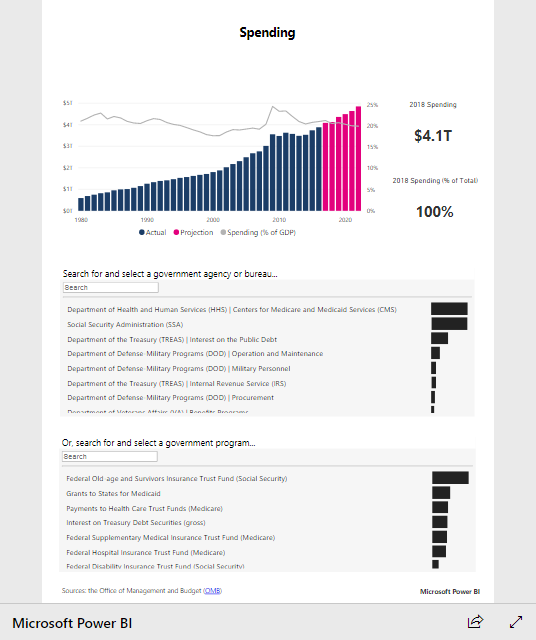 Spending
$5T
$4T
$3T
$2T
$1T
$0T
25%
20%
15%
10%
5%
0%
1980 1990 2000 2010 2020
Actual Projection Spending (% of GDP)
2018 Spending
$4.1T
2018 Spending (% of Total)
100%
Search for and select a government agency or bureau...
Search
Department of Health and Human Services (HHS) | Centers for Medicare and Medicaid Services (CMS)
Social Security Administration (SSA)
Department of the Treasury (TREAS) | Interest on the Public Debt
Department of Defense-Military Programs (DOD) | Operation and Maintenance
Department of Defense-Military Programs (DOD) | Military Personnel
Department of the Treasury (TREAS) | Internal Revenue Service (IRS)
Department of Defense-Military Programs (DOD) | Procurement
Department of Veterans Affairs (VA) | Benefits Programs
Or, search for and select a government program...
Search
Federal Old-age and Survivors Insurance Trust Fund (Social Security)
Grants to States for Medicaid
Payments to Health Care Trust Funds (Medicare)
Interest on Treasury Debt Securities (gross)
Federal Supplementary Medical Insurance Trust Fund (Medicare)
Federal Hospital Insurance Trust Fund (Medicare)
Federal Disability Insurance Trust Fund (Social Security)
Sources: the Office of Management and Budget (OMB)
Microsoft Power BI
Microsoft Power BI